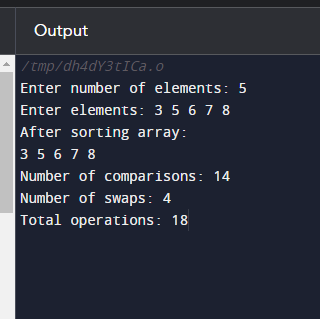 Output
/tmp/dh4dY3tICa.o
Enter number of elements: 5
Enter elements: 3 5 6 7 8
After sorting array:
3 5 6 7 8
Number of comparisons: 14
Number of swaps: 4
Total operations: 18